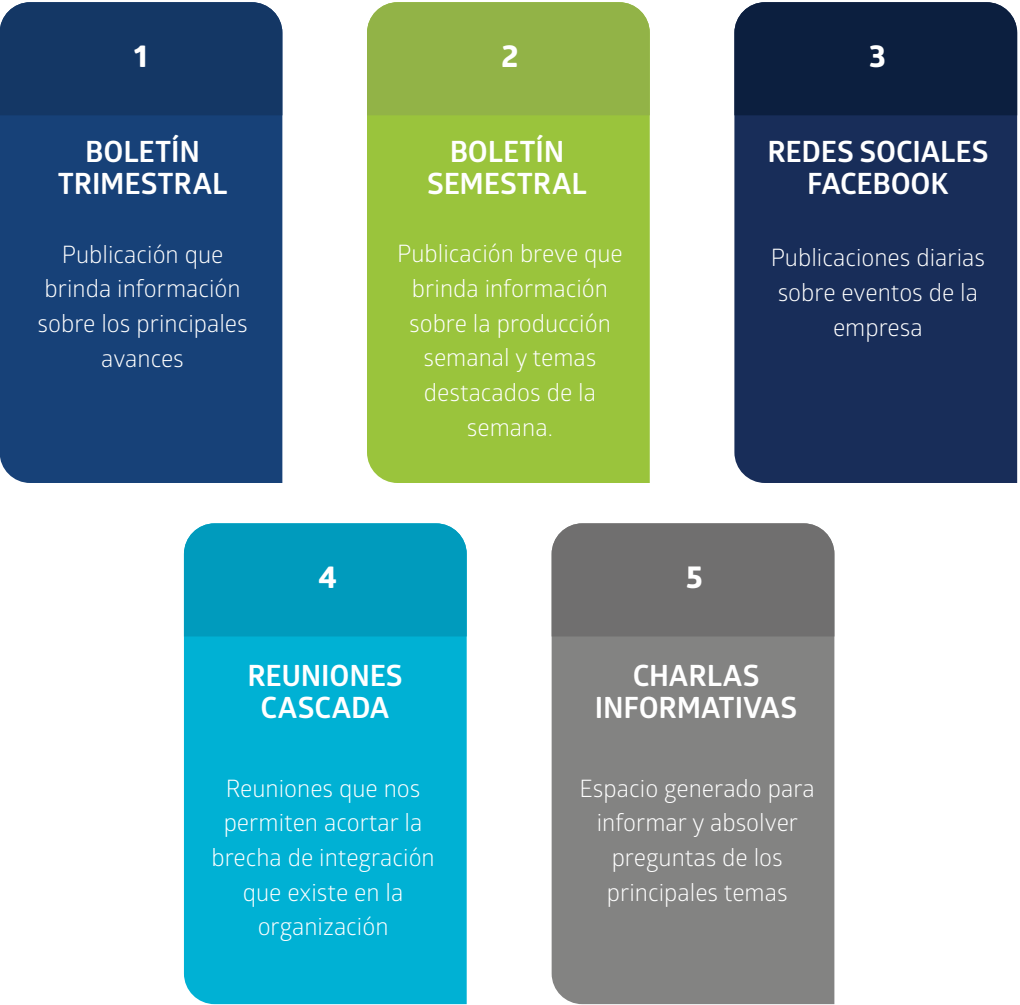 1
BOLETÍN
TRIMESTRAL
Publicación que
brinda información
sobre los principales
avances
2
BOLETÍN
SEMESTRAL
Publicación breve que
brinda información
sobre la producción
semanal y temas
destacados de la
semana.
3
REDES SOCIALES
FACEBOOK
Publicaciones diarias
sobre eventos de la
empresa
4
REUNIONES
CASCADA
Reuniones que nos
permiten acortar la
brecha de integración
que existe en la
organización
5
CHARLAS
INFORMATIVAS
Espacio generado para
informar y absolver
preguntas de los
principales temas